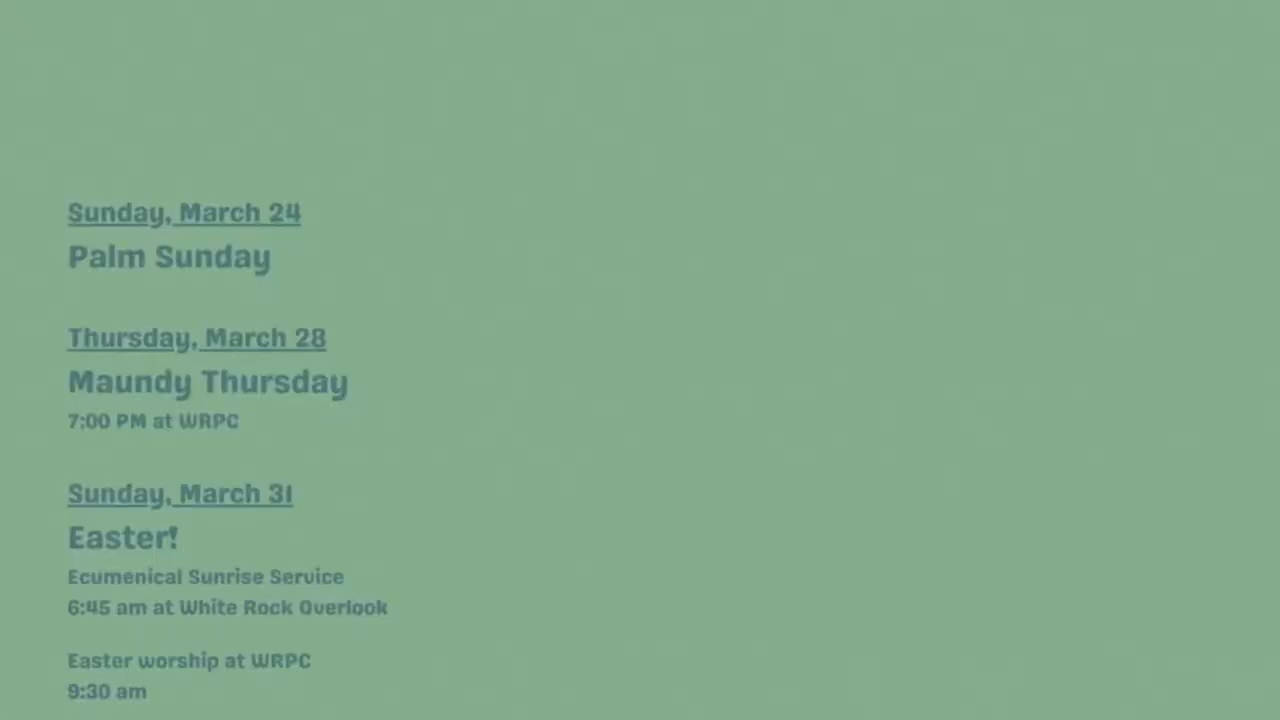 Sunday, March 24
Palm Sunday
Thursday, March 28
Maundy Thursday
7:00 PM at WRPC
Sunday, March 31
Easter!
Ecumenical Sunrise Service
6:45 am at White Rock Overlook
Easter worship at WRPC
9:30 am